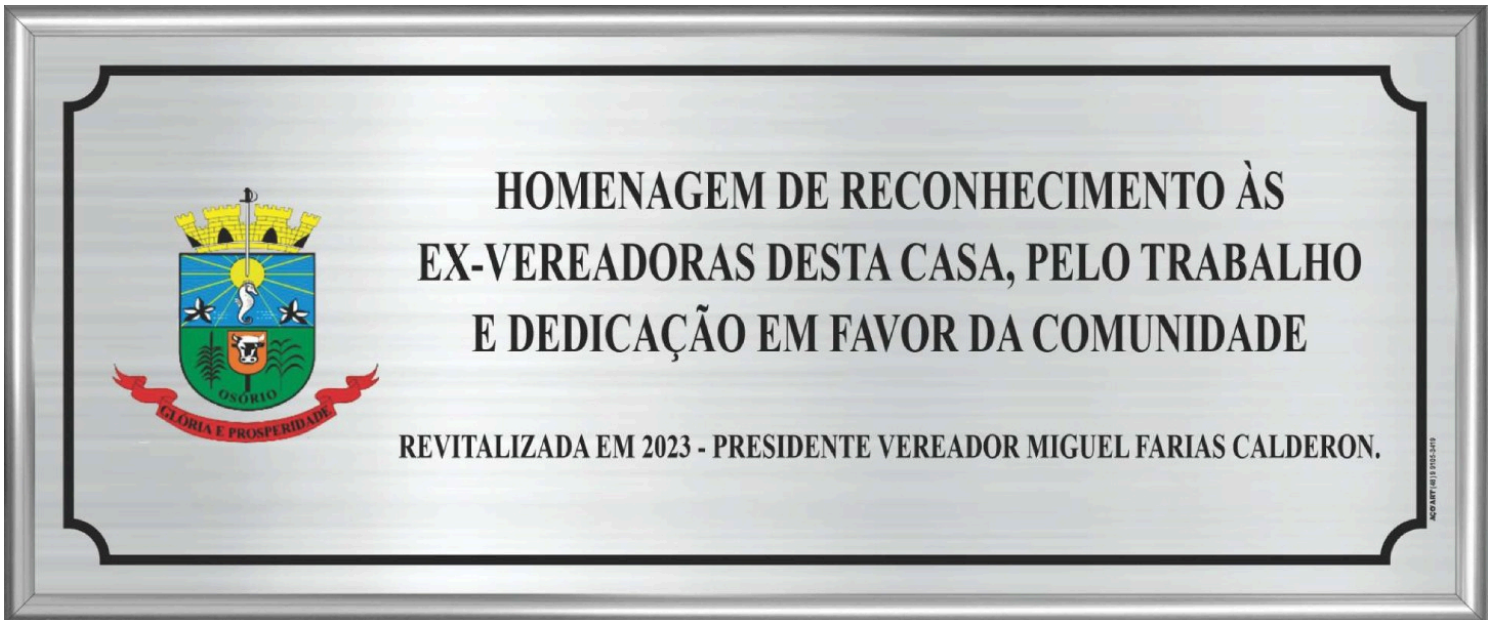 HOMENAGEM DE RECONHECIMENTO ÀS
EX-VEREADORAS DESTA CASA, PELO TRABALHO
E DEDICAÇÃO EM FAVOR DA COMUNIDADE
REVITALIZADA EM 2023 - PRESIDENTE VEREADOR MIGUEL FARIAS CALDERON.
OSÓRIO
GLÓRIA E PROSPERIDADE